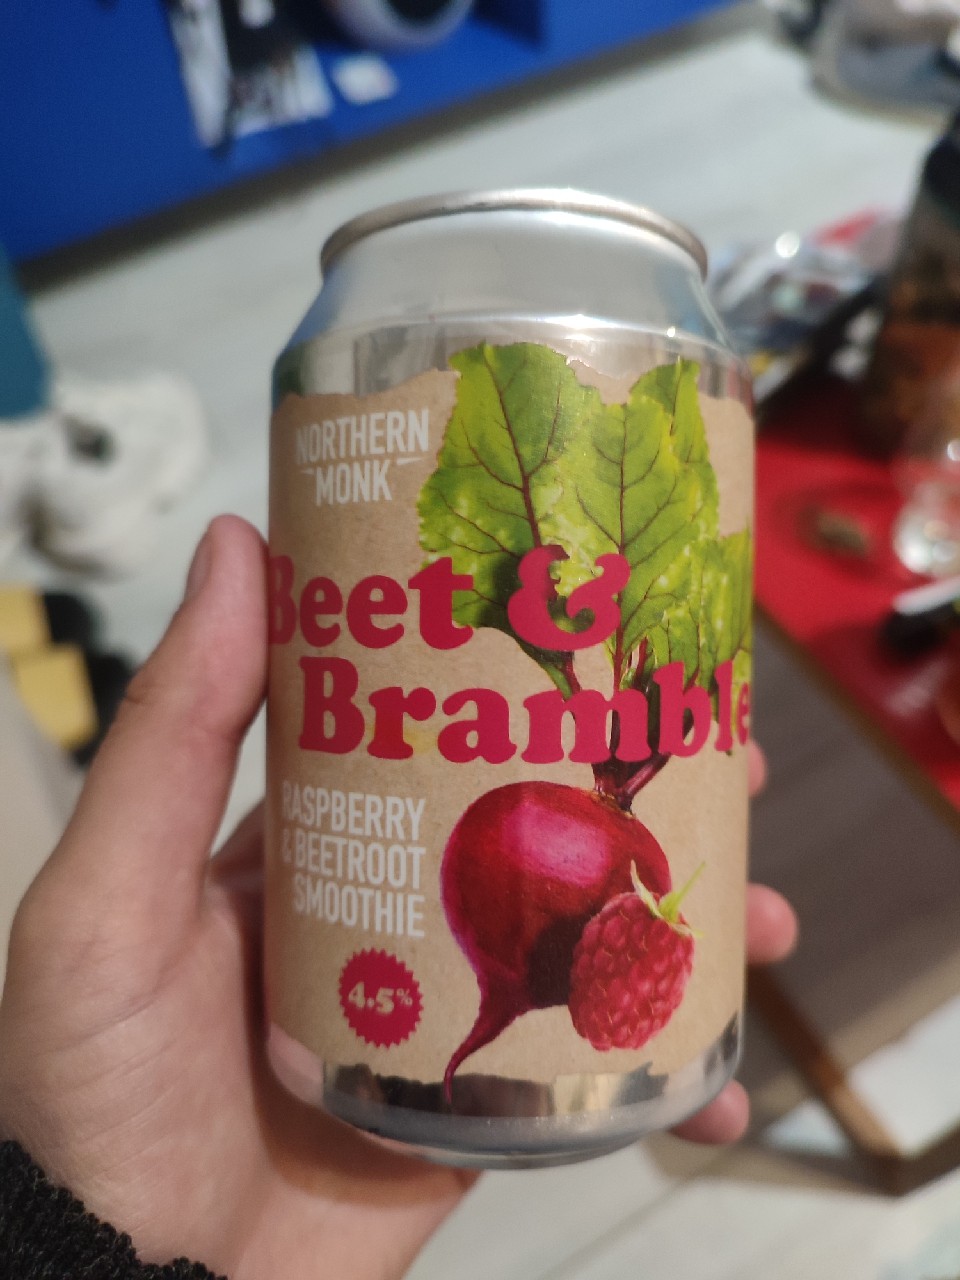 NORTHERN
MONK
Beet &
Bramble
RASPBERRY
& BEETROOT
SMOOTHIE
4.5%